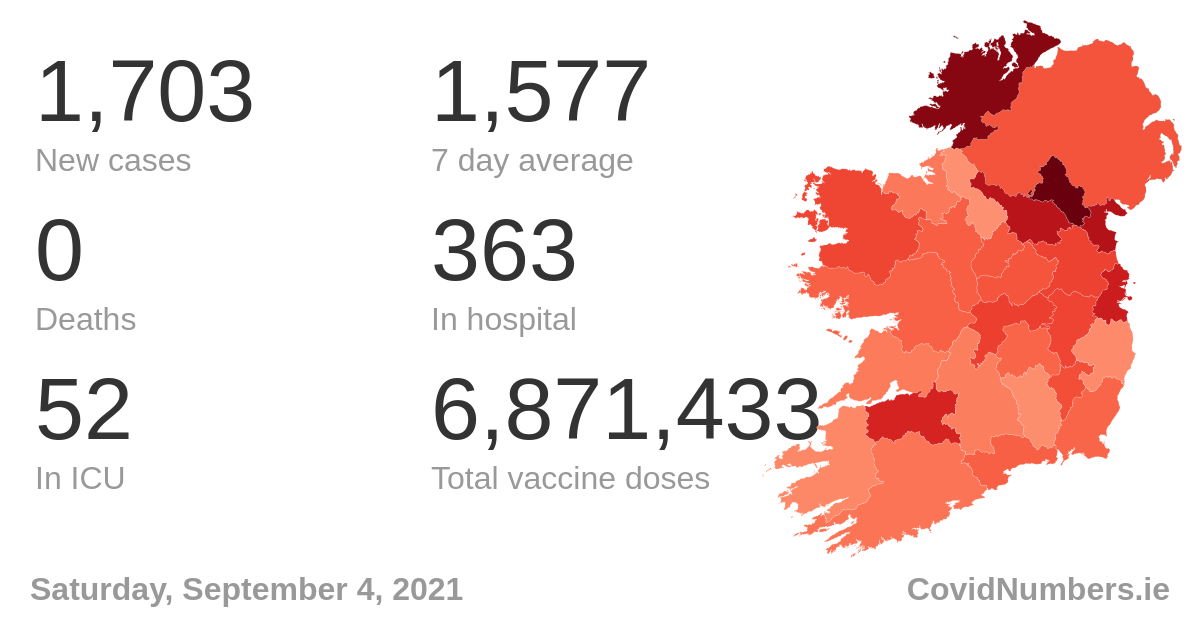 1,703
New cases
1,577
7 day average
0
Deaths
363
In hospital
52
In ICU
6,871,433
Total vaccine doses
Saturday, September 4, 2021
CovidNumbers.ie